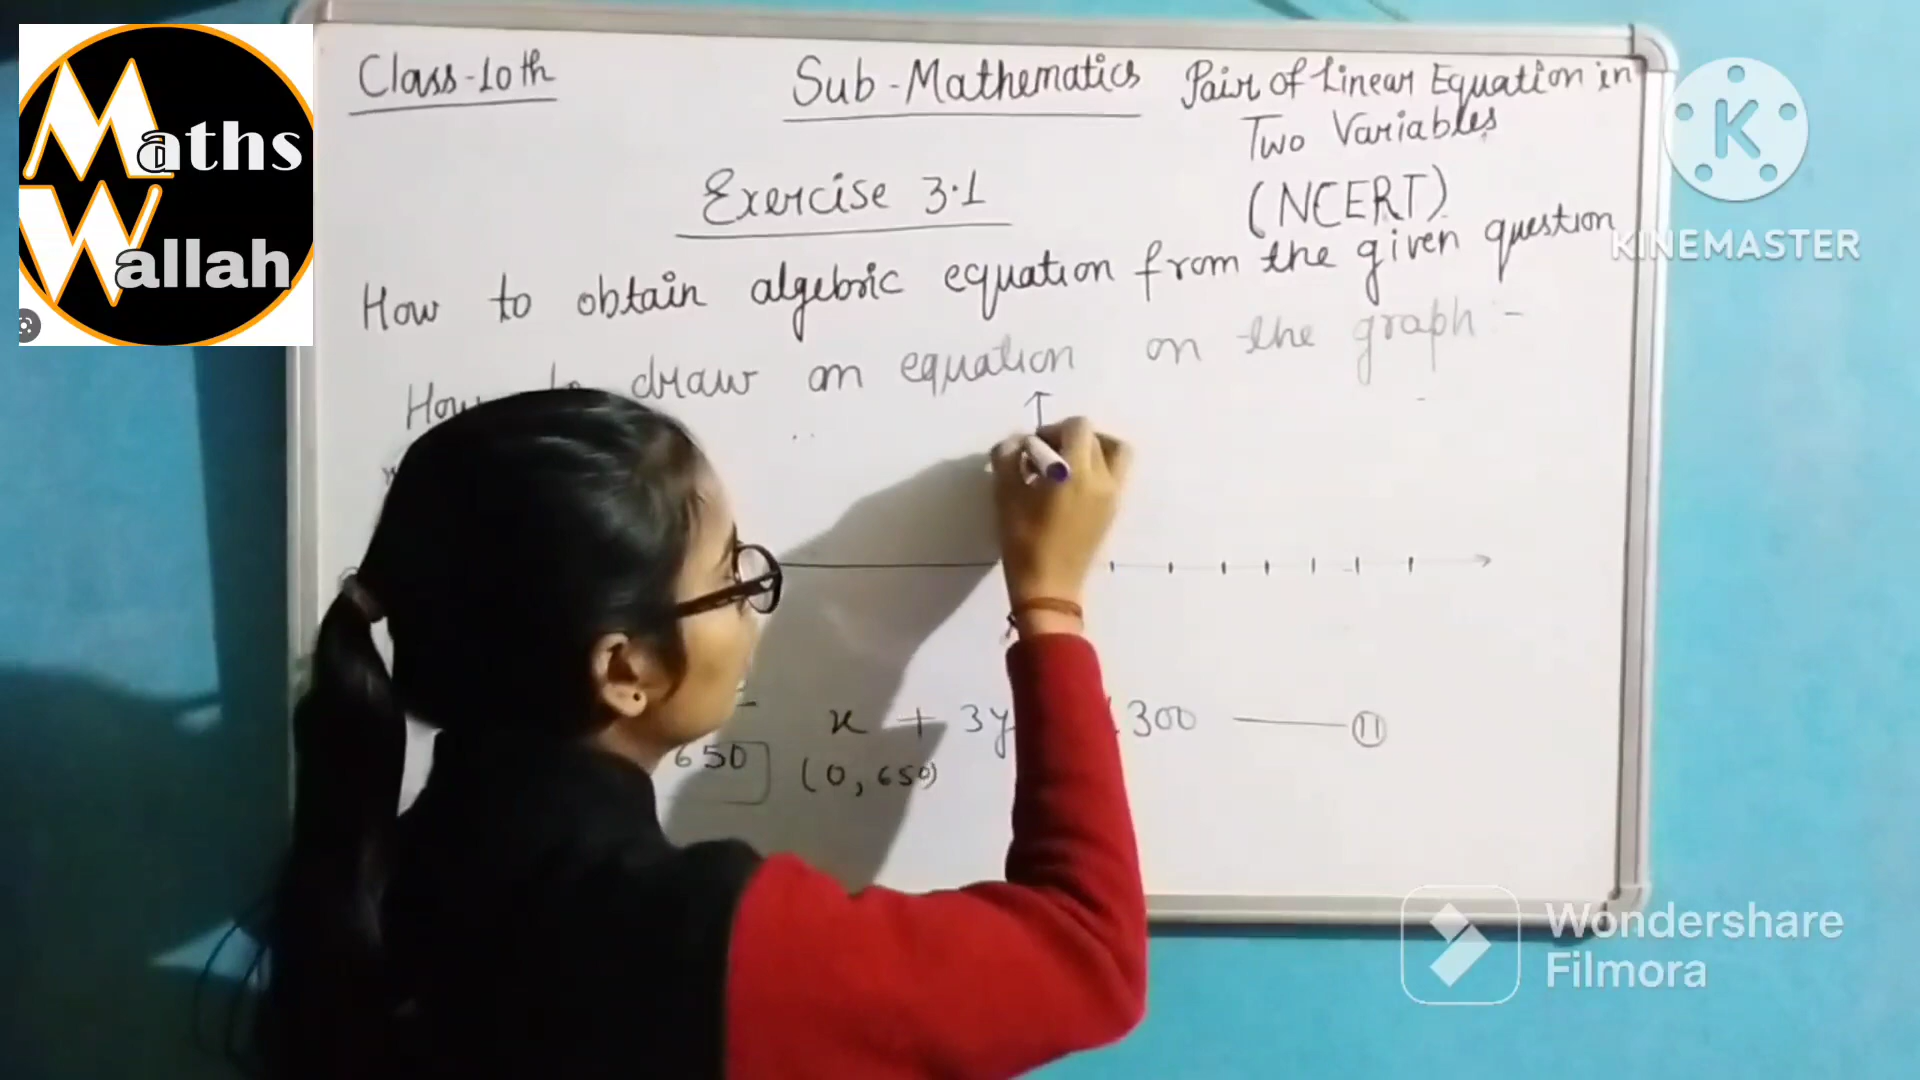 Maths
Wallah
Class-10th
Sub-Mathematics
Pair of Linear Equation in
Two Variables
(NCERT)
K
KINEMASTER
Exercise 3.1
How to obtain algebric equation from the given question
How to draw an equation on the graph:-
x + 3y 1300 (11)
650 (0, 650)
Wondershare
Filmora